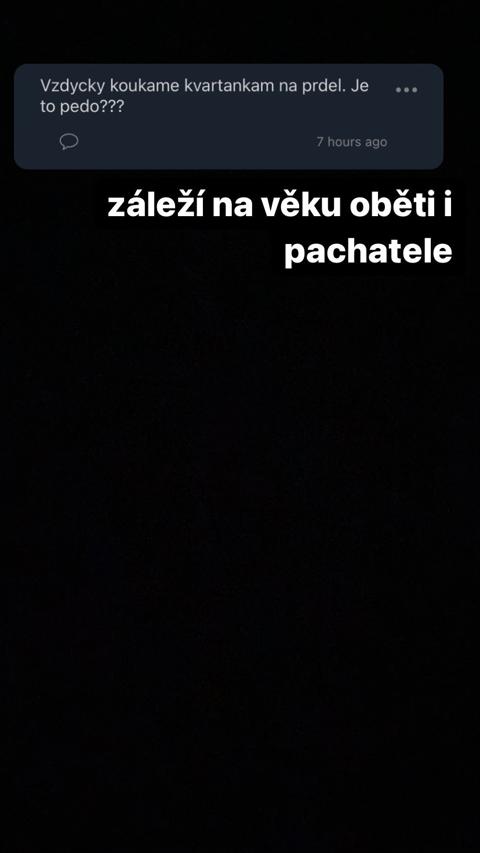 Vzdycky koukame kvartankam na prdel. Je
to pedo???
7 hours ago
záleží na věku oběti i
pachatele